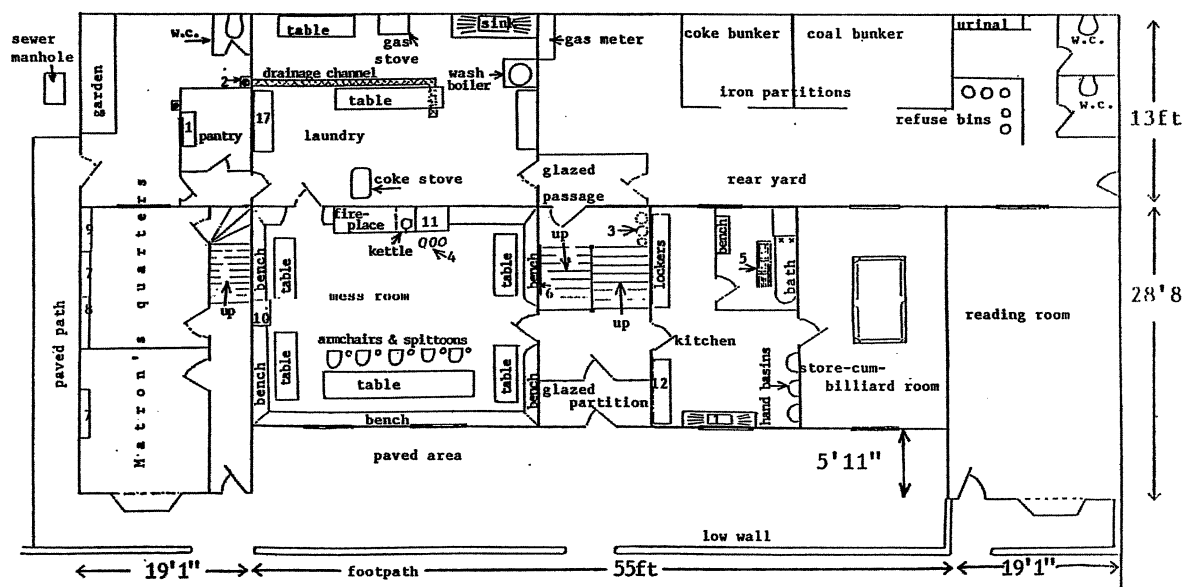 sewer
manhole
garden
w.c.
2
table
gas
stove
sin
drainage channel
table
wash
boiler
gas meter
coke bunker
coal bunker
iron partitions
urinal
w.c.
w.c.
refuse bins
13ft
1
pantry
17
laundry
coke stove
glazed
passage
rear yard
Matron's quarters
paved path
9
7
8
7
up
fire-
place
11
kettle
4
bench
table
mess room
10
table
bench
armchairs & spittoons
table
bench
table
bench
6
table
bench
up
3
up
lockers
bench
5
bath
kitchen
12
hand basins
glazed
partition
store-cum-
billiard room
reading room
28'8
paved area
5'11"
low wall
19'1"
footpath
55ft
19'1"